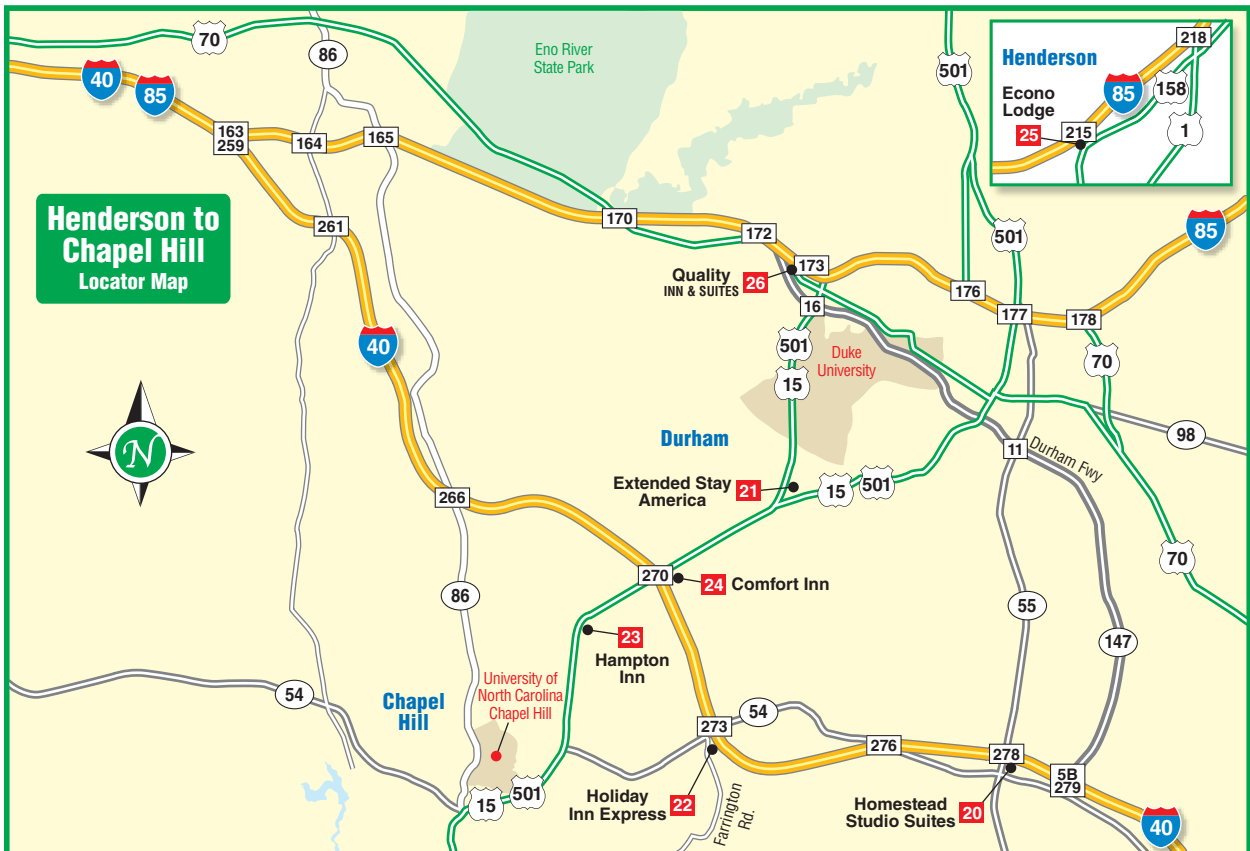 70
86
Eno River
State Park
501
Henderson
218
Econo
Lodge
25
215
85
158
1
40
85
163
259
164
165
Henderson to
Chapel Hill
Locator Map
261
170
172
501
85
Quality
INN & SUITES
26
173
16
176
177
178
40
501
15
Duke
University
70
N
Durham
98
11
Durham Fwy
Extended Stay
America
21
15
501
266
70
270
24
Comfort Inn
86
55
23
Hampton
Inn
147
University of
North Carolina
Chapel Hill
54
Chapel
Hill
54
273
276
278
5B
279
15
501
Holiday
Inn Express
22
Farrington
Rd.
Homestead
Studio Suites
20
40